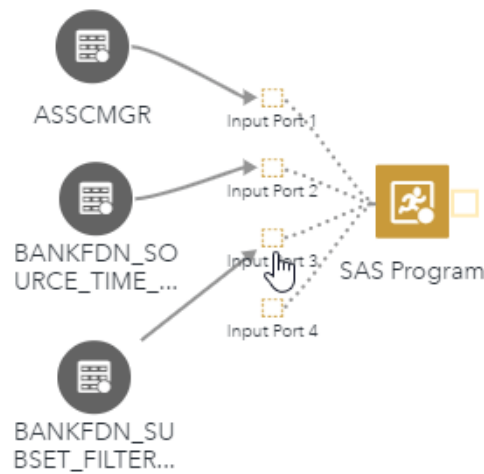 ASSCMGR
Input Port 1
Input Port 2
BANKFDN_SO
URCE_TIME_...
Input Port 3
SAS Program
Input Port 4
BANKFDN_SU
BSET_FILTER...